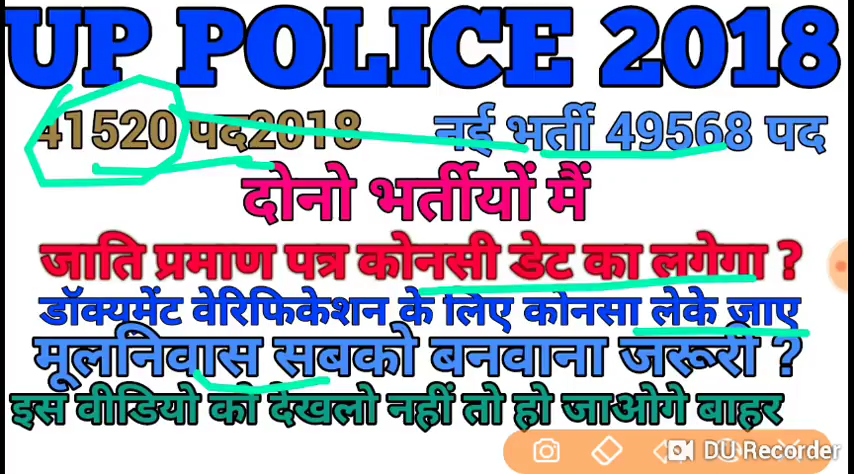 UP POLICE 2018
41520 पद2018 नई भर्ती 49568 पद
दोनो भर्तीयों मैं
जाति प्रमाण पत्र कोनसी डेट का लगेगा ?
डॉक्यमेंट वेरिफिकेशन के लिए कोनसा लेके जाए
मूलनिवास सबको बनवाना जरूरी ?
इस वीडियो को देखलो नहीं तो हो जाओगे बाहर
DU Recorder